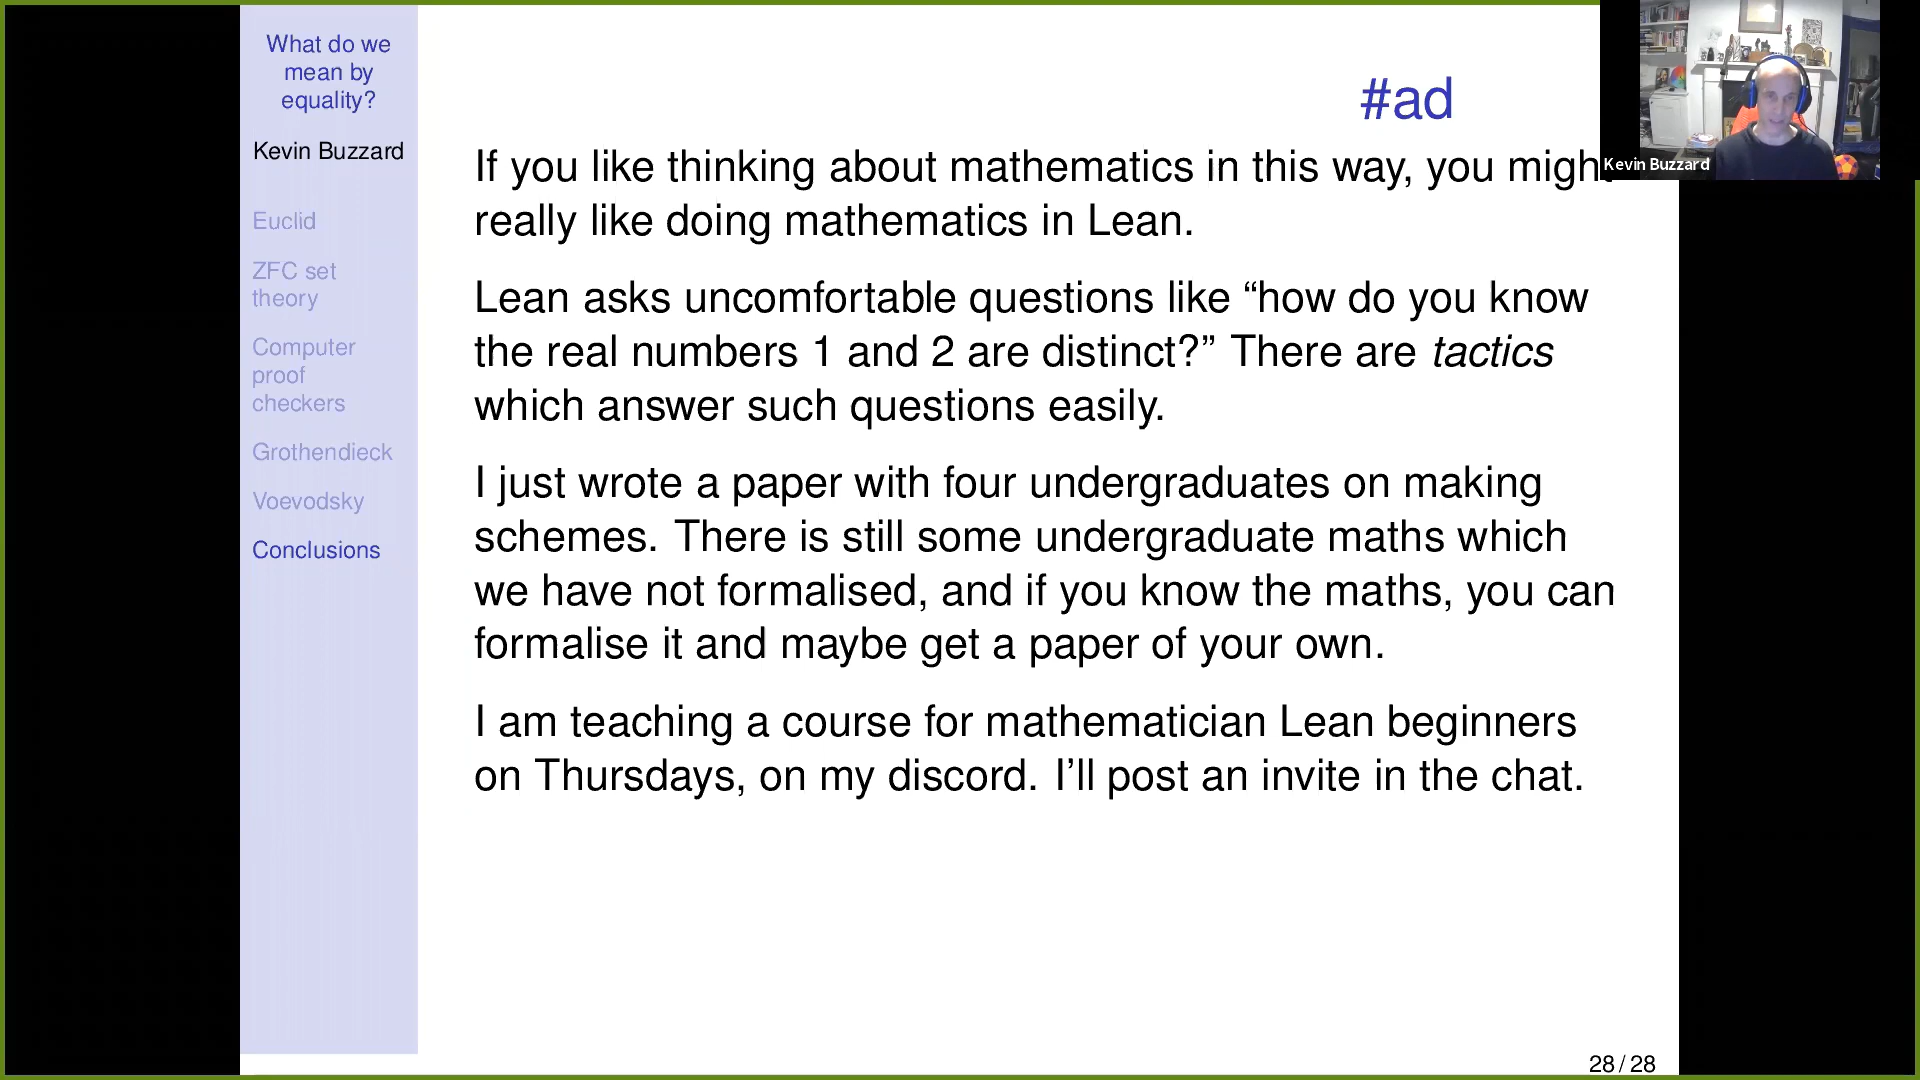 What do we
mean by
equality?
Kevin Buzzard
Euclid
ZFC set
theory
Computer
proof
checkers
Grothendieck
Voevodsky
Conclusions
#ad
If you like thinking about mathematics in this way, you might
really like doing mathematics in Lean.
Lean asks uncomfortable questions like “how do you know
the real numbers 1 and 2 are distinct?” There are tactics
which answer such questions easily.
I just wrote a paper with four undergraduates on making
schemes. There is still some undergraduate maths which
we have not formalised, and if you know the maths, you can
formalise it and maybe get a paper of your own.
I am teaching a course for mathematician Lean beginners
on Thursdays, on my discord. I’ll post an invite in the chat.
28 / 28
Kevin Buzzard